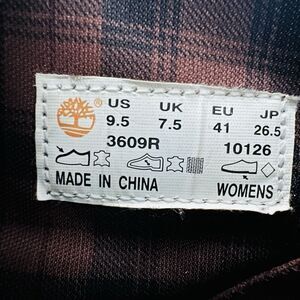 US UK EU JP
9.5 7.5 41 26.5
3609R 10126
MADE IN CHINA WOMENS